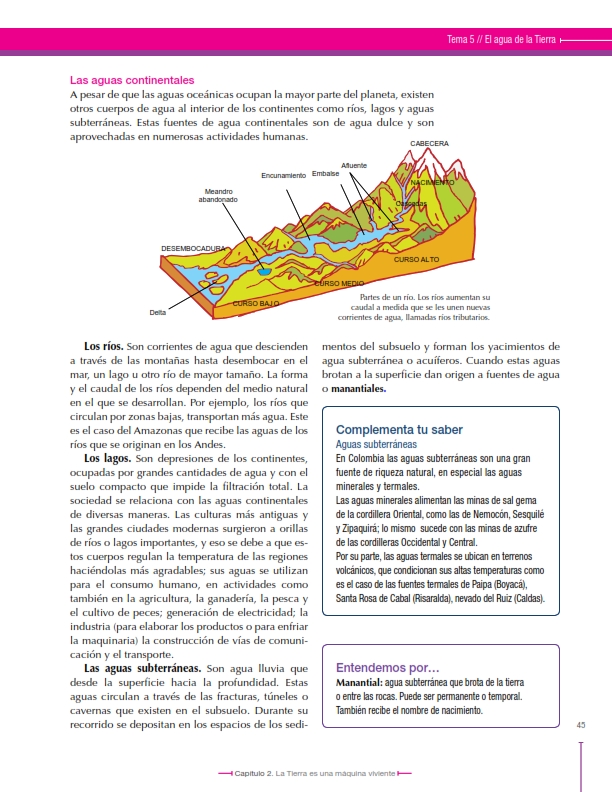 Tema 5 // El agua de la Tierra
Las aguas continentales
A pesar de que las aguas oceánicas ocupan la mayor parte del planeta, existen
otros cuerpos de agua al interior de los continentes como ríos, lagos y aguas
subterráneas. Estas fuentes de agua continentales son de agua dulce y son
aprovechadas en numerosas actividades humanas.
CABECERA
Afluente
Encunamiento
Embalse
NACIMIENTO
Meandro
abandonado
Cascadas
DESEMBOCADURA
CURSO ALTO
CURSO MEDIO
CURSO BAJO
Delta
Partes de un río. Los ríos aumentan su
caudal a medida que se les unen nuevas
corrientes de agua, llamadas ríos tributarios.
Los ríos. Son corrientes de agua que descienden
a través de las montañas hasta desembocar en el
mar, un lago u otro río de mayor tamaño. La forma
y el caudal de los ríos dependen del medio natural
en el que se desarrollan. Por ejemplo, los ríos que
circulan por zonas bajas, transportan más agua. Este
es el caso del Amazonas que recibe las aguas de los
ríos que se originan en los Andes.
Los lagos. Son depresiones de los continentes,
ocupadas por grandes cantidades de agua y con el
suelo compacto que impide la filtración total. La
sociedad se relaciona con las aguas continentales
de diversas maneras. Las culturas más antiguas y
las grandes ciudades modernas surgieron a orillas
de ríos o lagos importantes, y eso se debe a que es-
tos cuerpos regulan la temperatura de las regiones
haciéndolas más agradables; sus aguas se utilizan
para el consumo humano, en actividades como
también en la agricultura, la ganadería, la pesca y
el cultivo de peces; generación de electricidad; la
industria (para elaborar los productos o para enfriar
la maquinaria) la construcción de vías de comuni-
cación y el transporte.
Las aguas subterráneas. Son agua lluvia que
desde la superficie hacia la profundidad. Estas
aguas circulan a través de las fracturas, túneles o
cavernas que existen en el subsuelo. Durante su
recorrido se depositan en los espacios de los sedi-
mentos del subsuelo y forman los yacimientos de
agua subterránea o acuíferos. Cuando estas aguas
brotan a la superficie dan origen a fuentes de agua
o manantiales.
Complementa tu saber
Aguas subterráneas
En Colombia las aguas subterráneas son una gran
fuente de riqueza natural, en especial las aguas
minerales y termales.
Las aguas minerales alimentan las minas de sal gema
de la cordillera Oriental, como las de Nemocón, Sesquilé
y Zipaquirá; lo mismo sucede con las minas de azufre
de las cordilleras Occidental y Central.
Por su parte, las aguas termales se ubican en terrenos
volcánicos, que condicionan sus altas temperaturas como
es el caso de las fuentes termales de Paipa (Boyacá),
Santa Rosa de Cabal (Risaralda), nevado del Ruiz (Caldas).
Entendemos por…
Manantial: agua subterránea que brota de la tierra
o entre las rocas. Puede ser permanente o temporal.
También recibe el nombre de nacimiento.
45
Capítulo 2. La Tierra es una máquina viviente